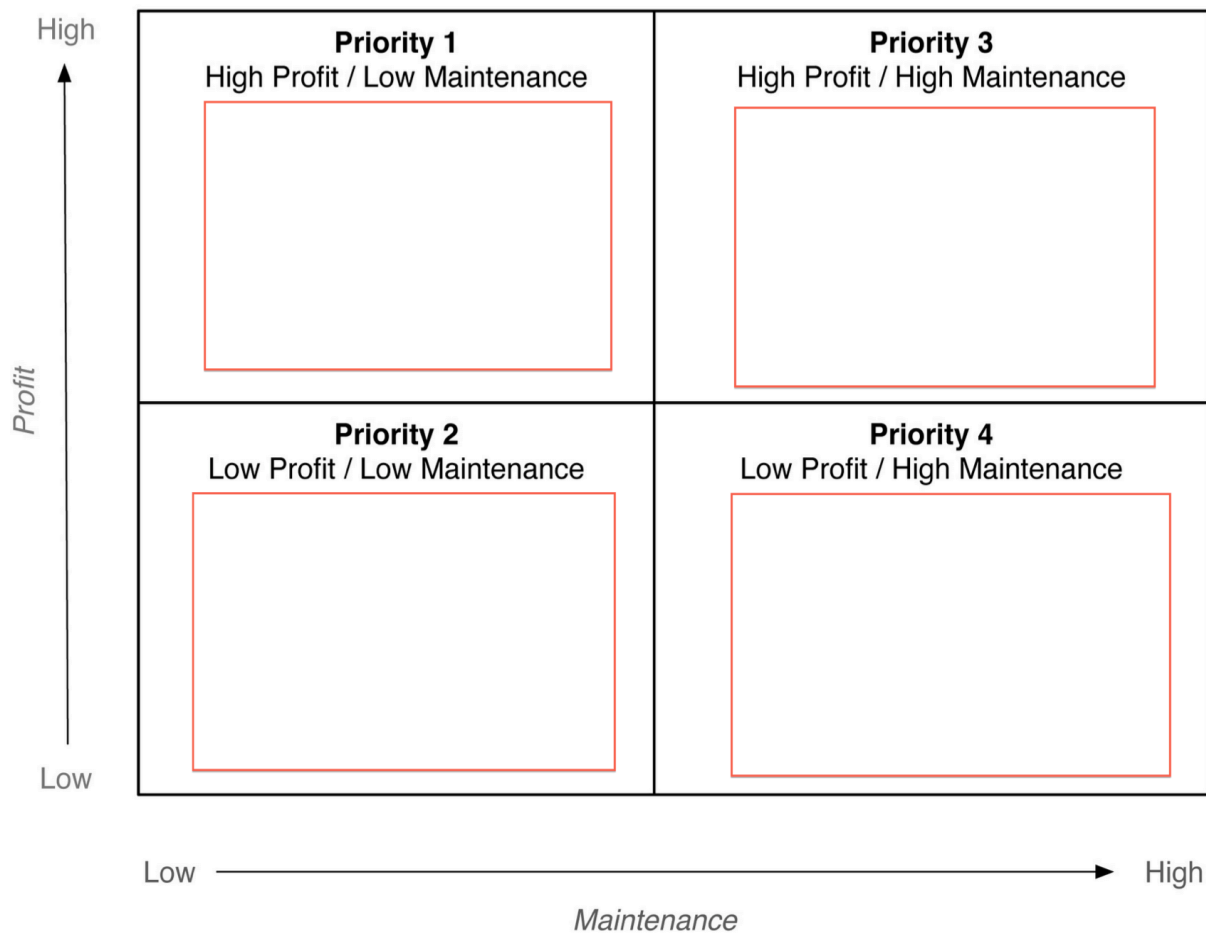 High
Priority 1
High Profit / Low Maintenance
Priority 3
High Profit / High Maintenance
Profit
Priority 2
Low Profit / Low Maintenance
Priority 4
Low Profit / High Maintenance
Low
Low
High
Maintenance